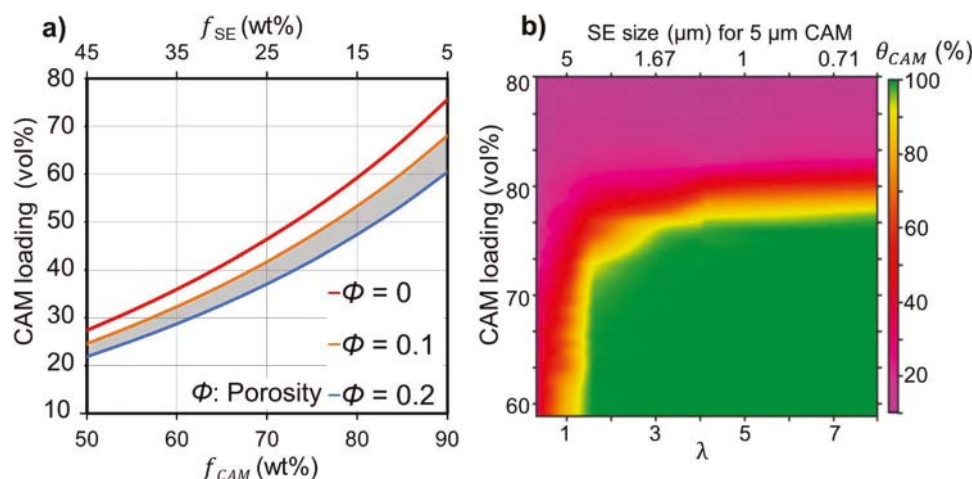 a)
f_SE (wt%)
45 35 25 15 5
CAM loading (vol%)
80
70
60
50
40
30
20
10
Φ = 0
Φ = 0.1
Φ: Porosity
Φ = 0.2
50 60 70 80 90
f_CAM (wt%)
b)
SE size (μm) for 5 μm CAM
5 1.67 1 0.71
θ_CAM (%)
CAM loading (vol%)
80
80
70
60
1 3 5 7
λ
100
80
60
40
20